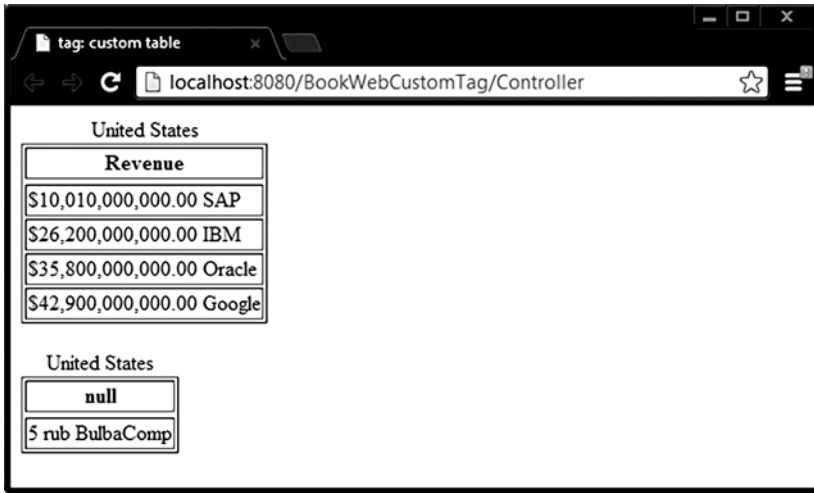 tag: custom table
localhost:8080/BookWebCustomTag/Controller
United States
Revenue
$10,010,000,000.00 SAP
$26,200,000,000.00 IBM
$35,800,000,000.00 Oracle
$42,900,000,000.00 Google
United States
null
5 rub BulbaComp